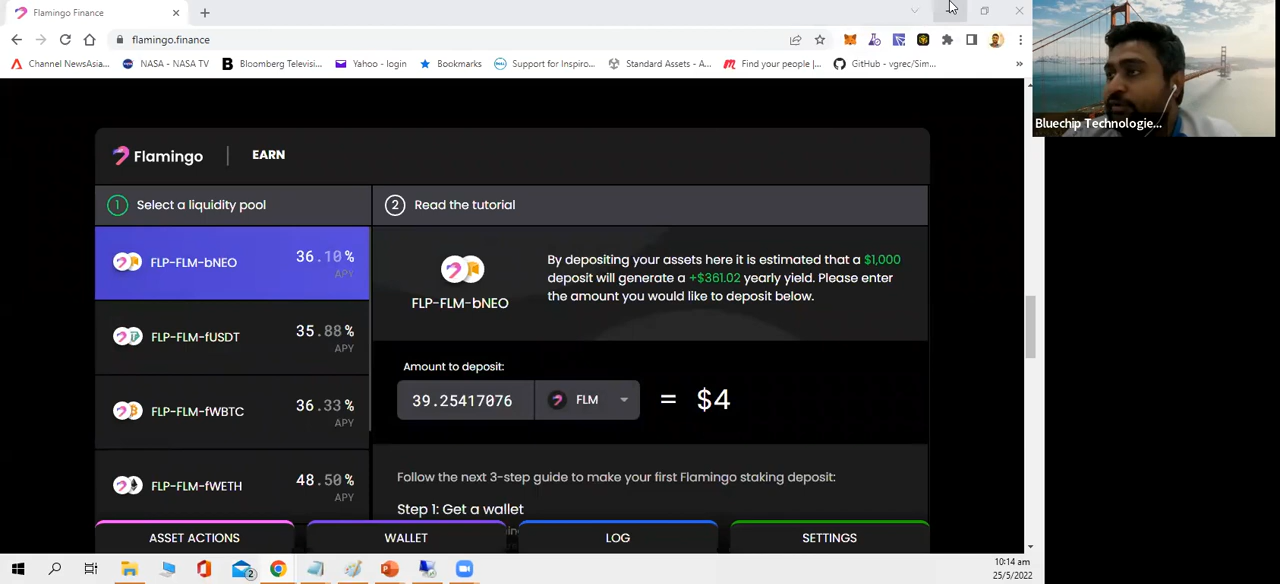 Flamingo Finance
flamingo.finance
Channel NewsAsia...
NASA - NASA TV
Bloomberg Televisi...
Yahoo - login
Bookmarks
Support for Inspiro...
Standard Assets - A...
Find your people |...
GitHub - vgrec/Sim...
»
Bluechip Technologie...
Flamingo | EARN
1 Select a liquidity pool
2 Read the tutorial
FLP-FLM-bNEO
36.10%
APY
FLP-FLM-fUSDT
35.88%
APY
FLP-FLM-fWBTC
36.33%
APY
FLP-FLM-fWETH
48.50%
FLP-FLM-bNEO
By depositing your assets here it is estimated that a $1,000
deposit will generate a +$361.02 yearly yield. Please enter
the amount you would like to deposit below.
Amount to deposit:
39.25417076 FLM = $4
Follow the next 3-step guide to make your first Flamingo staking deposit:
Step 1: Get a wallet
ASSET ACTIONS
WALLET
LOG
SETTINGS
2
10:14 am
25/5/2022